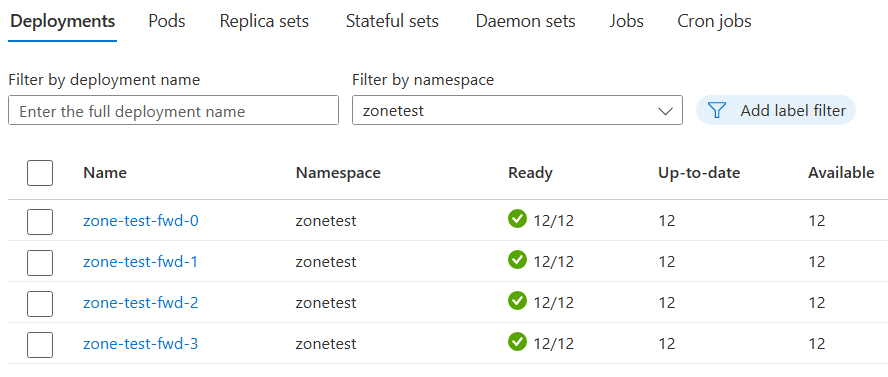 Deployments Pods Replica sets Stateful sets Daemon sets Jobs Cron jobs
Filter by deployment name Filter by namespace
Enter the full deployment name zonetest Add label filter
Name Namespace Ready Up-to-date Available
zone-test-fwd-0 zonetest 12/12 12 12
zone-test-fwd-1 zonetest 12/12 12 12
zone-test-fwd-2 zonetest 12/12 12 12
zone-test-fwd-3 zonetest 12/12 12 12